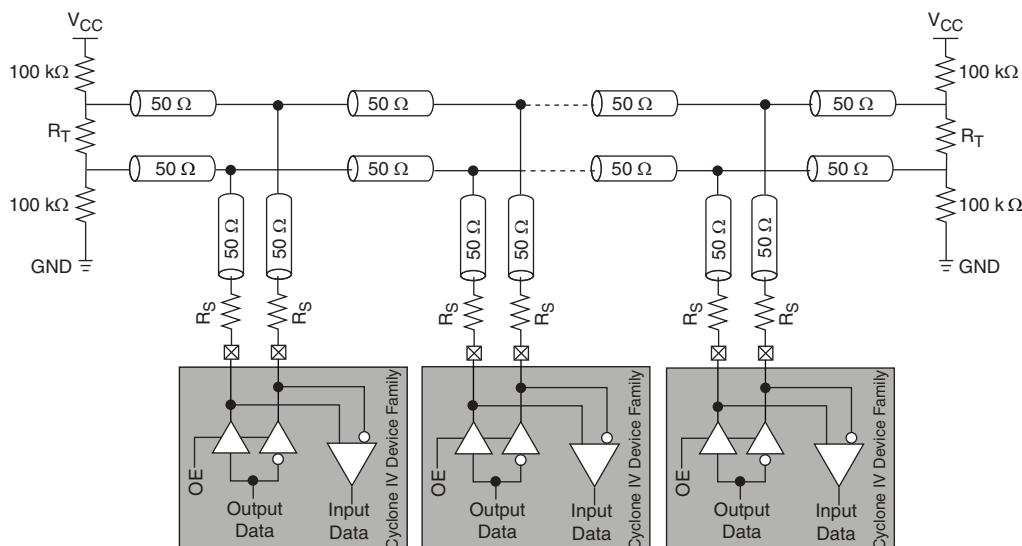 VCC VCC
100 kΩ 100 kΩ
50 Ω 50 Ω 50 Ω 50 Ω
RT RT
50 Ω 50 Ω 50 Ω 50 Ω
100 kΩ 100 k Ω
50 Ω 50 Ω 50 Ω 50 Ω 50 Ω 50 Ω
GND GND
RS RS RS RS RS RS
Cyclone IV Device Family Cyclone IV Device Family Cyclone IV Device Family
OE OE OE
Output Input Output Input Output Input
Data Data Data Data Data Data